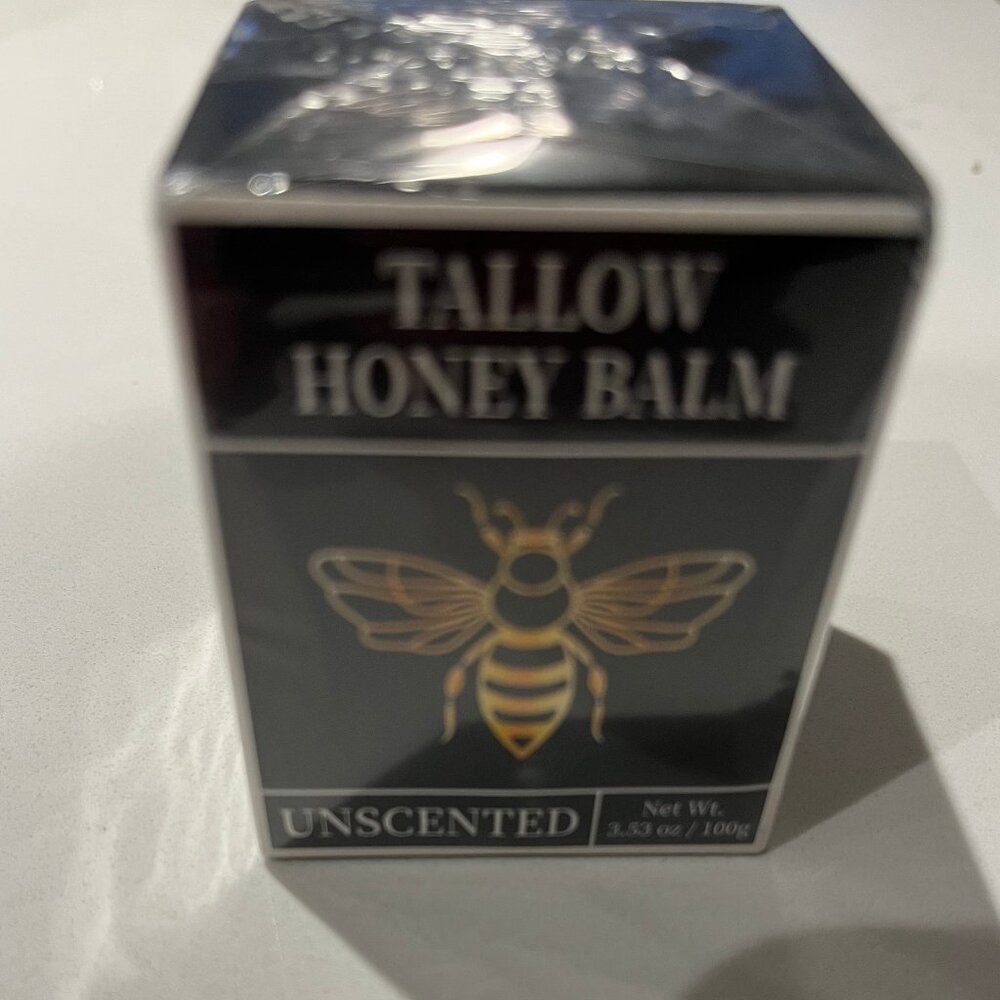 TALLOW
HONEY BALM
UNSCENTED
Net Wt.
3.53 oz / 100g